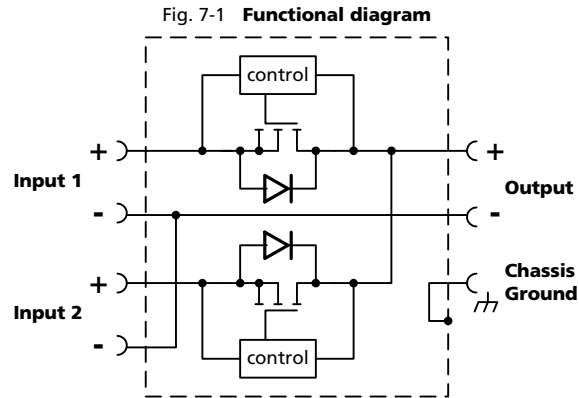 Fig. 7-1 Functional diagram
control
+
+
Input 1
Output
-
-
+
Chassis
Ground
Input 2
-
control